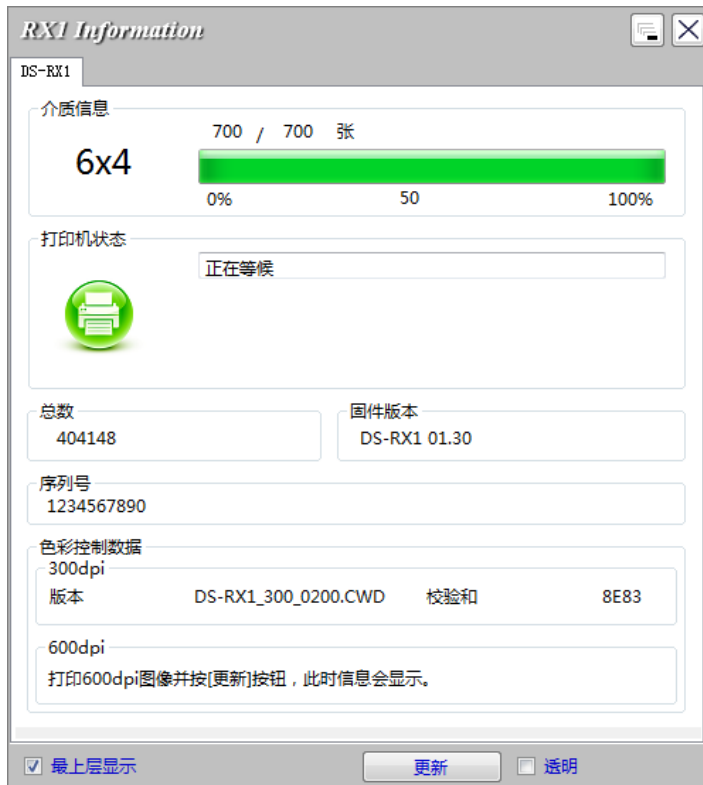 RX1 Information
DS-RX1
介质信息
700 / 700 张
6x4
0% 50 100%
打印机状态
正在等候
总数
404148
固件版本
DS-RX1 01.30
序列号
1234567890
色彩控制数据
300dpi
版本 DS-RX1_300_0200.CWD 校验和 8E83
600dpi
打印600dpi图像并按[更新]按钮，此时信息会显示。
最上层显示 更新 透明